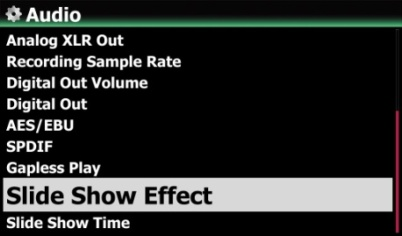 Audio
Analog XLR Out
Recording Sample Rate
Digital Out Volume
Digital Out
AES/EBU
SPDIF
Gapless Play
Slide Show Effect
Slide Show Time